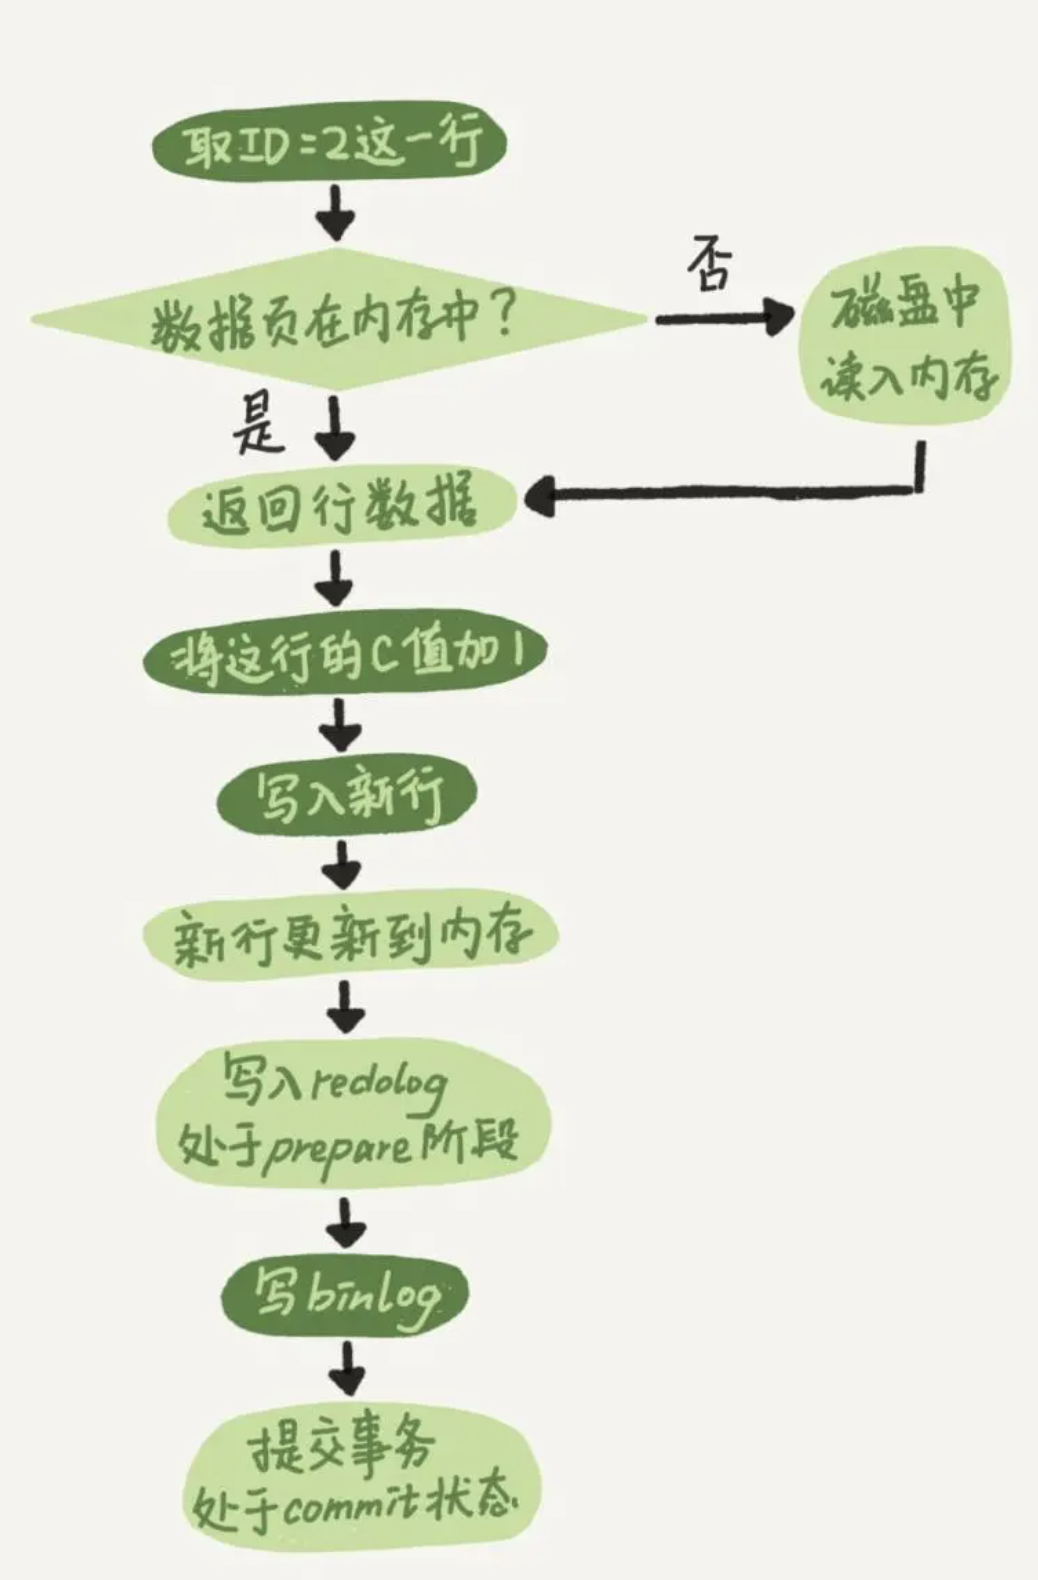 取ID=2这一行
数据页在内存中?
否
磁盘中
读入内存
是
返回行数据
将这行的C值加1
写入新行
新行更新到内存
写入redolog
处于prepare阶段
写binlog
提交事务
处于commit状态